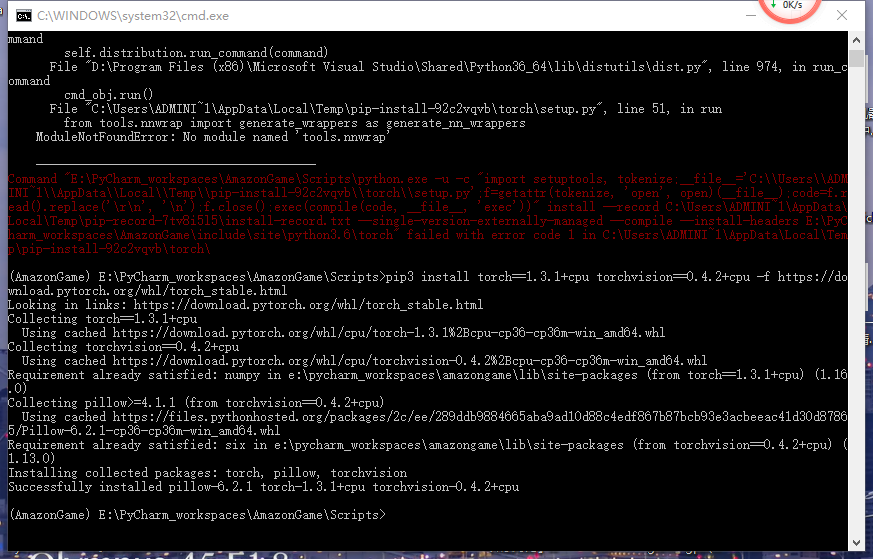 C:\WINDOWS\system32\cmd.exe
0K/s
mmand
self.distribution.run_command(command)
File "D:\Program Files (x86)\Microsoft Visual Studio\Shared\Python36_64\lib\distutils\dist.py", line 974, in run_c
ommand
cmd_obj.run()
File "C:\Users\ADMINI~1\AppData\Local\Temp\pip-install-92c2vqvb\torch\setup.py", line 51, in run
from tools.nnwrap import generate_wrappers as generate_nn_wrappers
ModuleNotFoundError: No module named 'tools.nnwrap'
----------------------------------------
Command "E:\PyCharm_workspaces\AmazonGame\Scripts\python.exe -u -c "import setuptools, tokenize;__file__='C:\\Users\\ADM
INI~1\\AppData\\Local\\Temp\\pip-install-92c2vqvb\\torch\\setup.py';f=getattr(tokenize, 'open', open)(__file__);code=f.r
ead().replace('\r\n', '\n');f.close();exec(compile(code, __file__, 'exec'))" install --record C:\Users\ADMINI~1\AppData\
Local\Temp\pip-record-7tv815l5\install-record.txt --single-version-externally-managed --compile --install-headers E:\PyC
harm_workspaces\AmazonGame\include\site\python3.6\torch" failed with error code 1 in C:\Users\ADMINI~1\AppData\Local\Tem
p\pip-install-92c2vqvb\torch\
(AmazonGame) E:\PyCharm_workspaces\AmazonGame\Scripts>pip3 install torch==1.3.1+cpu torchvision==0.4.2+cpu -f https://do
wnload.pytorch.org/whl/torch_stable.html
Looking in links: https://download.pytorch.org/whl/torch_stable.html
Collecting torch==1.3.1+cpu
Using cached https://download.pytorch.org/whl/cpu/torch-1.3.1%2Bcpu-cp36-cp36m-win_amd64.whl
Collecting torchvision==0.4.2+cpu
Using cached https://download.pytorch.org/whl/cpu/torchvision-0.4.2%2Bcpu-cp36-cp36m-win_amd64.whl
Requirement already satisfied: numpy in e:\pycharm_workspaces\amazongame\lib\site-packages (from torch==1.3.1+cpu) (1.16
.0)
Collecting pillow>=4.1.1 (from torchvision==0.4.2+cpu)
Using cached https://files.pythonhosted.org/packages/2c/ee/289ddb9884665aba9ad10d88c4edf867b87bcb93e3acbeeac41d30d8786
5/Pillow-6.2.1-cp36-cp36m-win_amd64.whl
Requirement already satisfied: six in e:\pycharm_workspaces\amazongame\lib\site-packages (from torchvision==0.4.2+cpu) (
1.13.0)
Installing collected packages: torch, pillow, torchvision
Successfully installed pillow-6.2.1 torch-1.3.1+cpu torchvision-0.4.2+cpu
(AmazonGame) E:\PyCharm_workspaces\AmazonGame\Scripts>